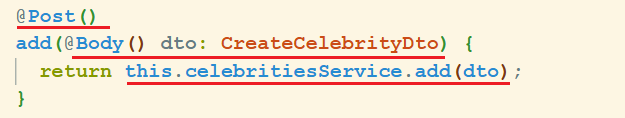 @Post()
add(@Body() dto: CreateCelebrityDto) {
  return this.celebritiesService.add(dto);
}